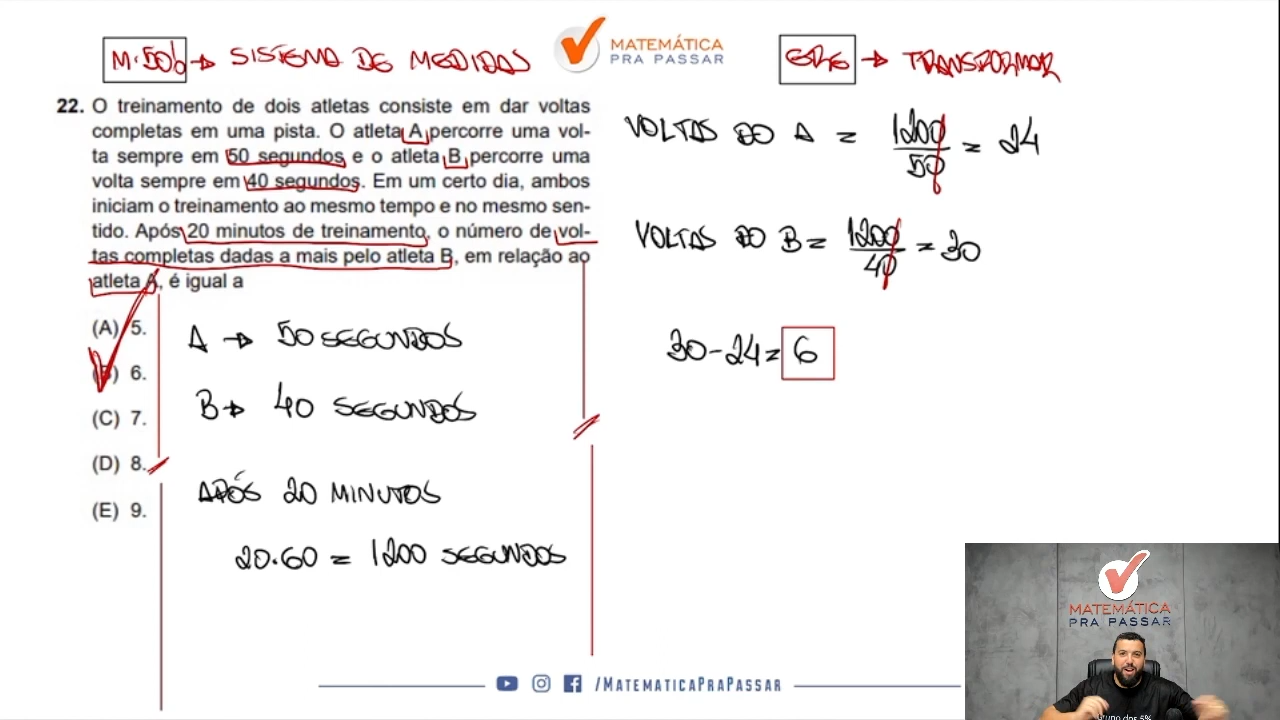 M.50% → SISTEMA DE MEDIDAS
MATEMÁTICA
PRA PASSAR
→ TRANSFORMAR
22. O treinamento de dois atletas consiste em dar voltas
completas em uma pista. O atleta A percorre uma vol-
ta sempre em 50 segundos e o atleta B percorre uma
volta sempre em 40 segundos. Em um certo dia, ambos
iniciam o treinamento ao mesmo tempo e no mesmo sen-
tido. Após 20 minutos de treinamento, o número de vol-
tas completas dadas a mais pelo atleta B, em relação ao
atleta A, é igual a
(A) 5.
(B) 6.
(C) 7.
(D) 8.
(E) 9.
A → 50 SEGUNDOS
B → 40 SEGUNDOS
APÓS 20 MINUTOS
20.60 = 1200 SEGUNDOS
VOLTAS DO A = 1200/50 = 24
VOLTAS DO B = 1200/40 = 30
30-24=6
MATEMÁTICA
PRA PASSAR
Grupo dos 5%
/MATEMATICAPRAPASSAR